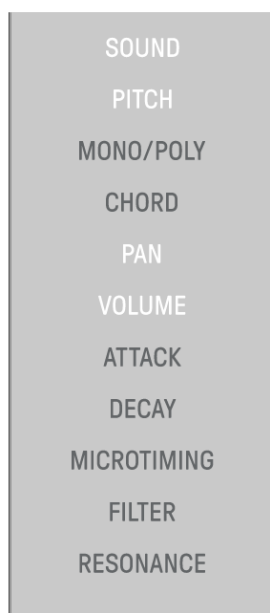 SOUND
PITCH
MONO/POLY
CHORD
PAN
VOLUME
ATTACK
DECAY
MICROTIMING
FILTER
RESONANCE